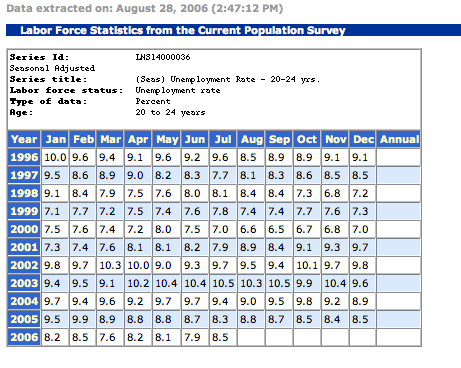 Data extracted on: August 28, 2006 (2:47:12 PM)
Labor Force Statistics from the Current Population Survey
Series Id: LNS14000036
Seasonal Adjusted
Series title: (Seas) Unemployment Rate - 20-24 yrs.
Labor force status: Unemployment rate
Type of data: Percent
Age: 20 to 24 years
Year Jan Feb Mar Apr May Jun Jul Aug Sep Oct Nov Dec Annual
1996 10.0 9.6 9.4 9.1 9.6 9.2 9.6 8.5 8.9 8.9 9.1 9.1
1997 9.5 8.6 8.9 9.0 8.2 8.3 7.7 8.1 8.3 8.6 8.5 8.5
1998 9.1 8.4 7.9 7.5 7.6 8.0 8.1 8.4 8.4 7.3 6.8 7.2
1999 7.1 7.7 7.2 7.5 7.4 7.6 7.8 7.4 7.4 7.7 7.6 7.3
2000 7.5 7.6 7.4 7.2 8.0 7.5 7.0 6.6 6.5 6.7 6.8 7.0
2001 7.3 7.4 7.6 8.1 8.1 8.2 7.9 8.9 8.4 9.1 9.3 9.7
2002 9.8 9.7 10.3 10.0 9.0 9.3 9.7 9.5 9.4 10.1 9.7 9.8
2003 9.4 9.5 9.1 10.2 10.4 10.4 10.5 10.3 10.5 9.9 10.4 9.6
2004 9.7 9.4 9.6 9.2 9.7 9.7 9.4 9.0 9.5 9.8 9.2 8.9
2005 9.5 9.9 8.9 8.8 8.8 8.7 8.3 8.8 8.7 8.5 8.4 8.5
2006 8.2 8.5 7.6 8.2 8.1 7.9 8.5